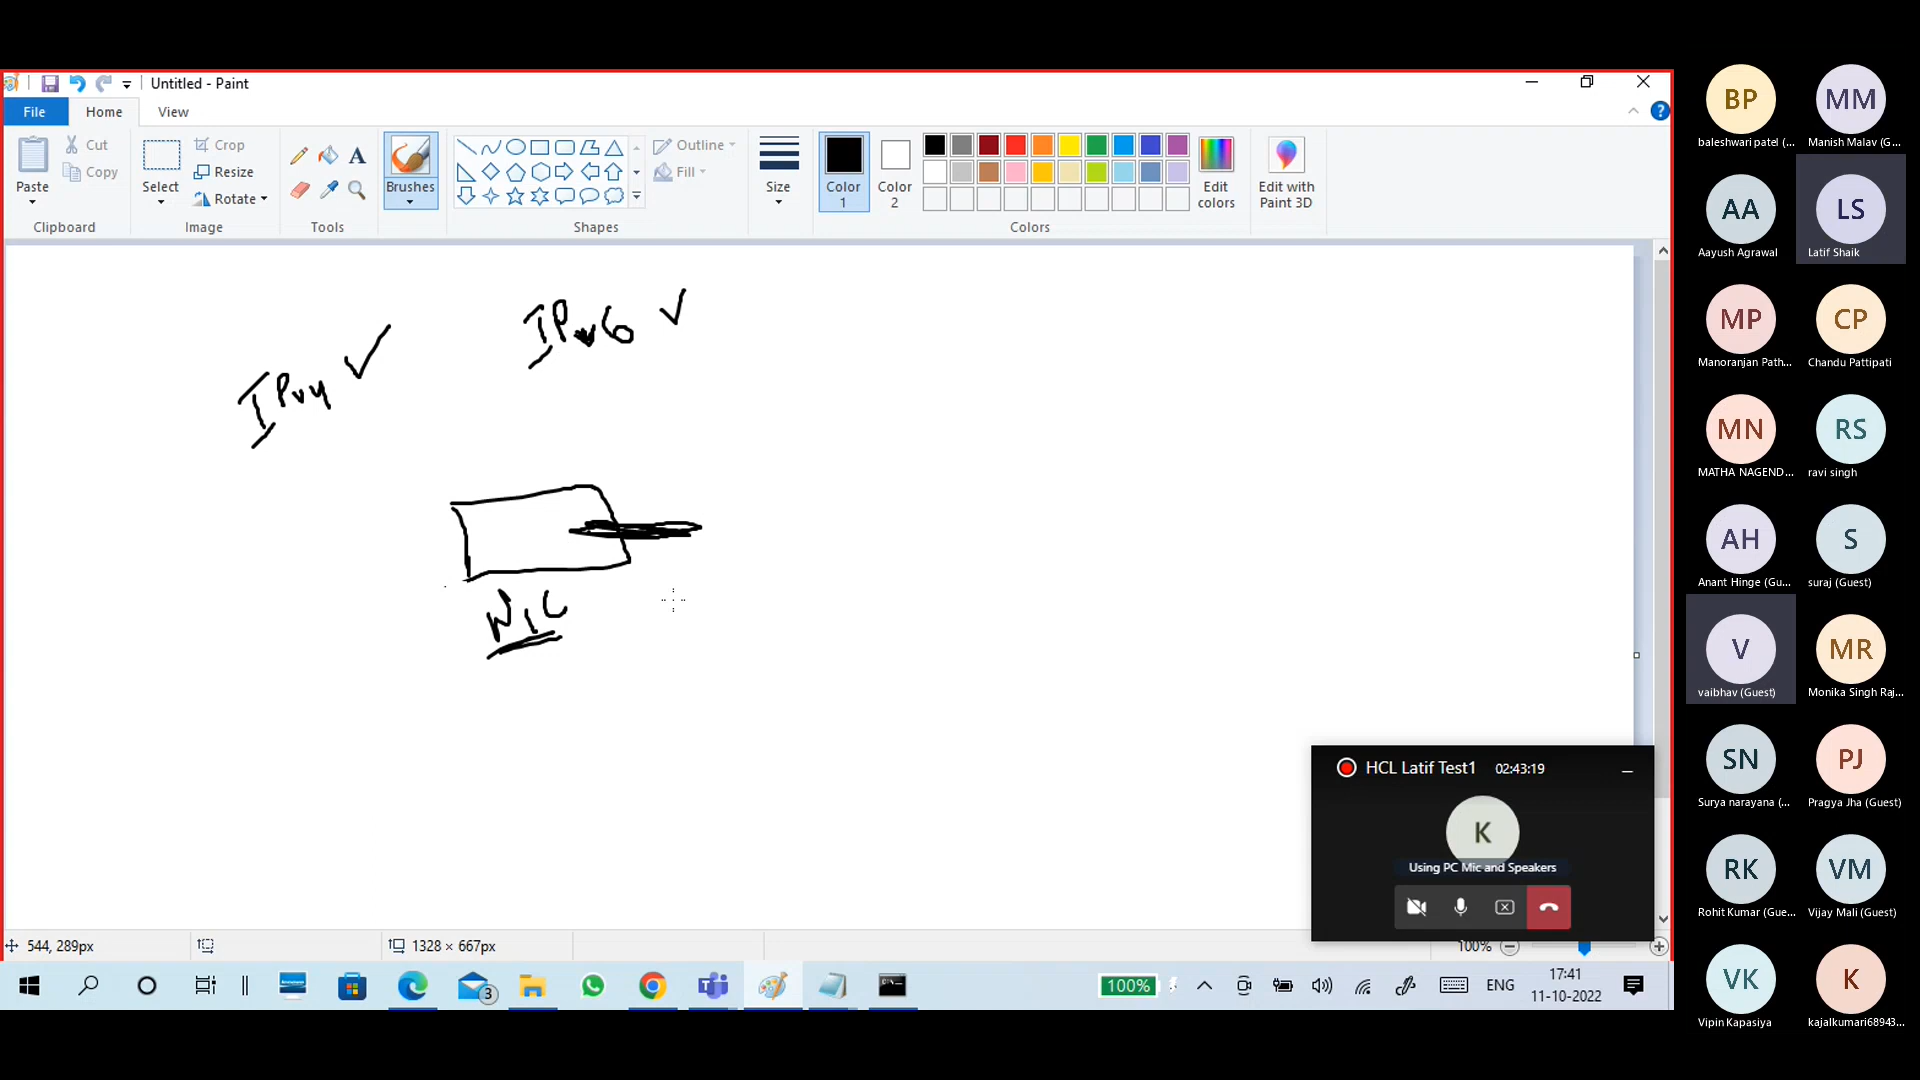 Untitled - Paint
File Home View
Paste
Cut
Copy
Clipboard
Select
Crop
Resize
Rotate
Image
Tools
Brushes
Shapes
Outline
Fill
Size
Color 1
Color 2
Edit colors
Colors
Edit with Paint 3D
IPv4
IPv6
NIC
HCL Latif Test1 02:43:19
K
Using PC Mic and Speakers
544, 289px
1328 × 667px
100%
3
100%
ENG
17:41
11-10-2022
BP
baleshwari patel (...
MM
Manish Malav (G...
AA
Aayush Agrawal
LS
Latif Shaik
MP
Manoranjan Path...
CP
Chandu Pattipati
MN
MATHA NAGEND...
RS
ravi singh
AH
Anant Hinge (Gu...
S
suraj (Guest)
V
vaibhav (Guest)
MR
Monika Singh Raj...
SN
Surya narayana (...
PJ
Pragya Jha (Guest)
RK
Rohit Kumar (Gue...
VM
Vijay Mali (Guest)
VK
Vipin Kapasiya
K
kajalkumari68943...